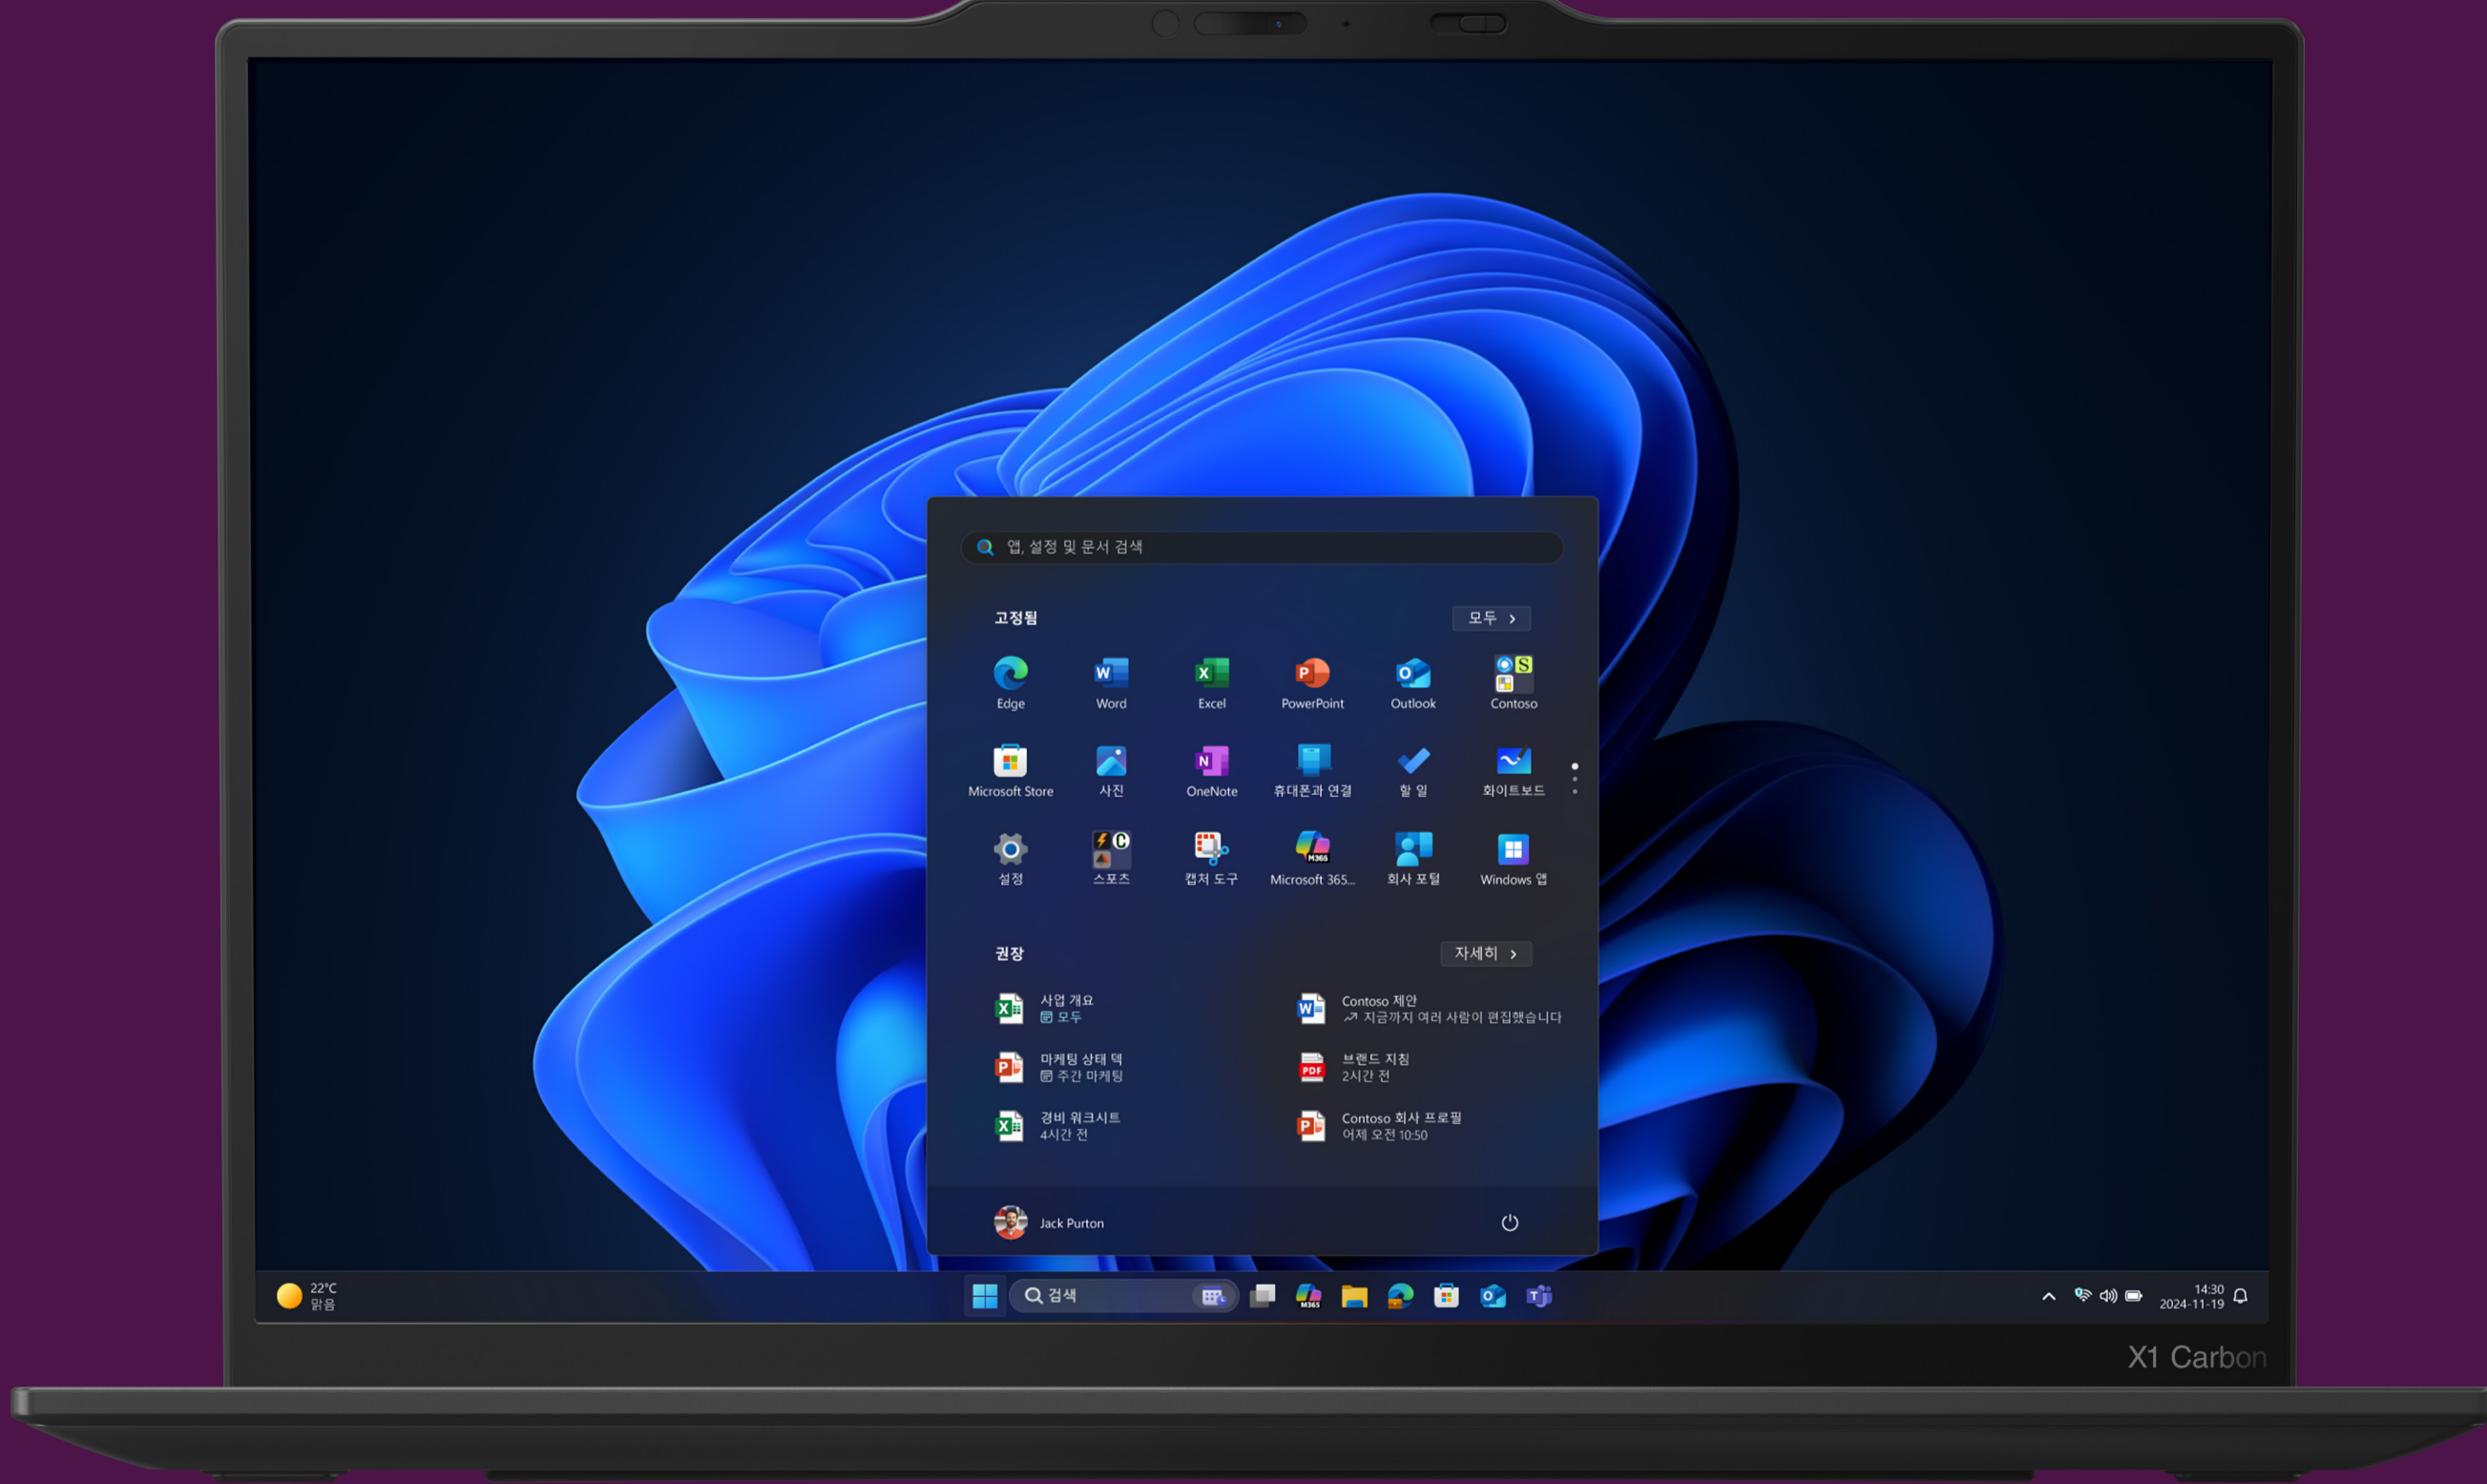 앱, 설정 및 문서 검색
고정됨
모두
Edge
Word
Excel
PowerPoint
Outlook
Contoso
Microsoft Store
사진
OneNote
휴대폰과 연결
할 일
화이트보드
설정
스포츠
캡처 도구
M365
Microsoft 365...
회사 포털
Windows 앱
권장
자세히
사업 개요
모두
Contoso 제안
지금까지 여러 사람이 편집했습니다
마케팅 상태 덱
주간 마케팅
PDF
브랜드 지침
2시간 전
경비 워크시트
4시간 전
Contoso 회사 프로필
어제 오전 10:50
Jack Purton
22°C
맑음
검색
M365
14:30
2024-11-19
X1 Carbon